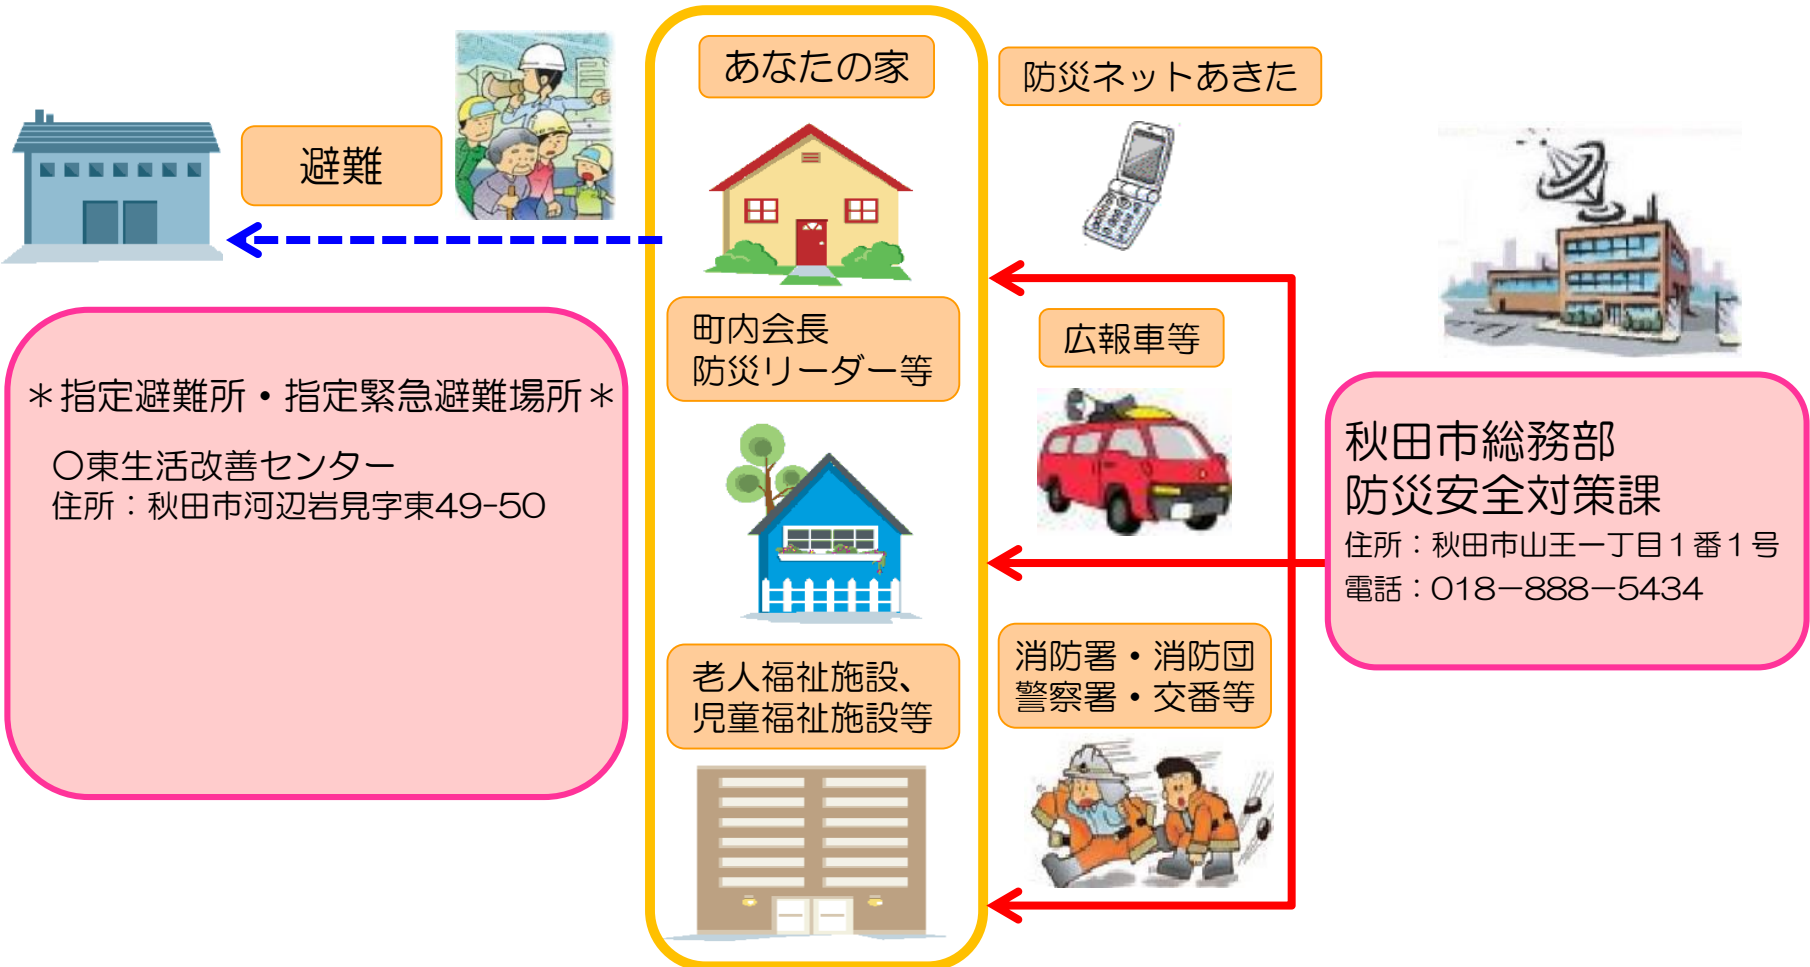 避難
＊指定避難所・指定緊急避難場所＊
〇東生活改善センター
住所：秋田市河辺岩見字東49-50
あなたの家
町内会長
防災リーダー等
老人福祉施設、
児童福祉施設等
防災ネットあきた
広報車等
消防署・消防団
警察署・交番等
秋田市総務部
防災安全対策課
住所：秋田市山王一丁目１番１号
電話：018－888－5434